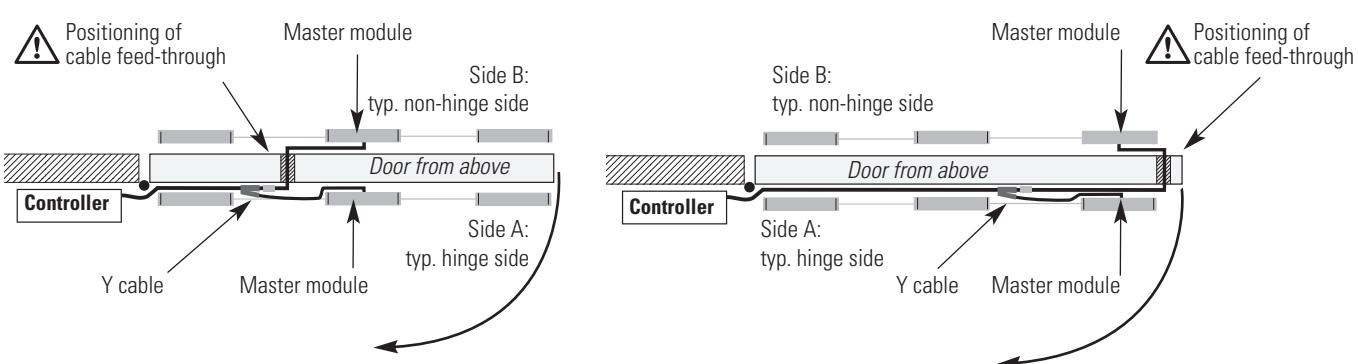 Positioning of
cable feed-through
Master module
Side B:
typ. non-hinge side
Door from above
Controller
Side A:
typ. hinge side
Y cable
Master module
Master module
Positioning of
cable feed-through
Side B:
typ. non-hinge side
Door from above
Controller
Side A:
typ. hinge side
Y cable
Master module